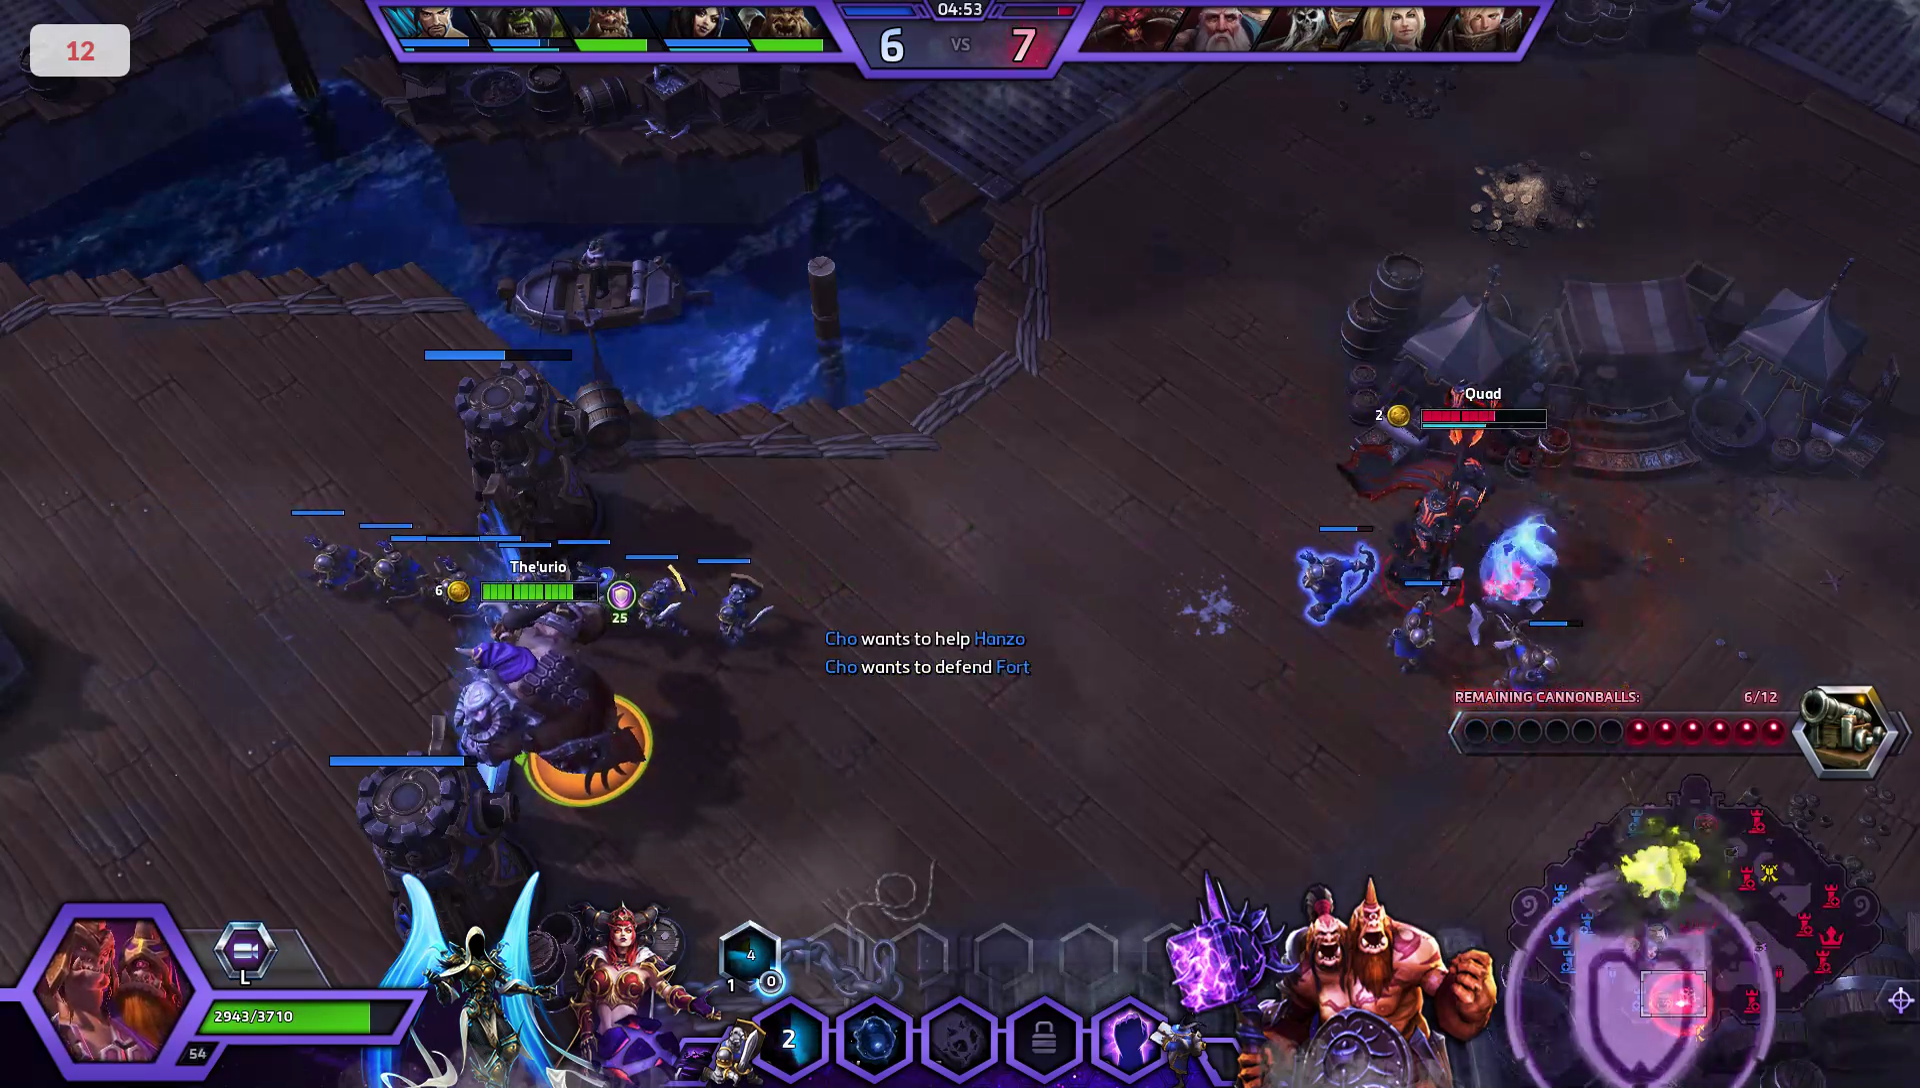 12
04:53
6 VS 7
Quad
2
The'urio
6
25
Cho wants to help Hanzo
Cho wants to defend Fort
REMAINING CANNONBALLS: 6/12
L
2943/3710
54
4
1 0
2